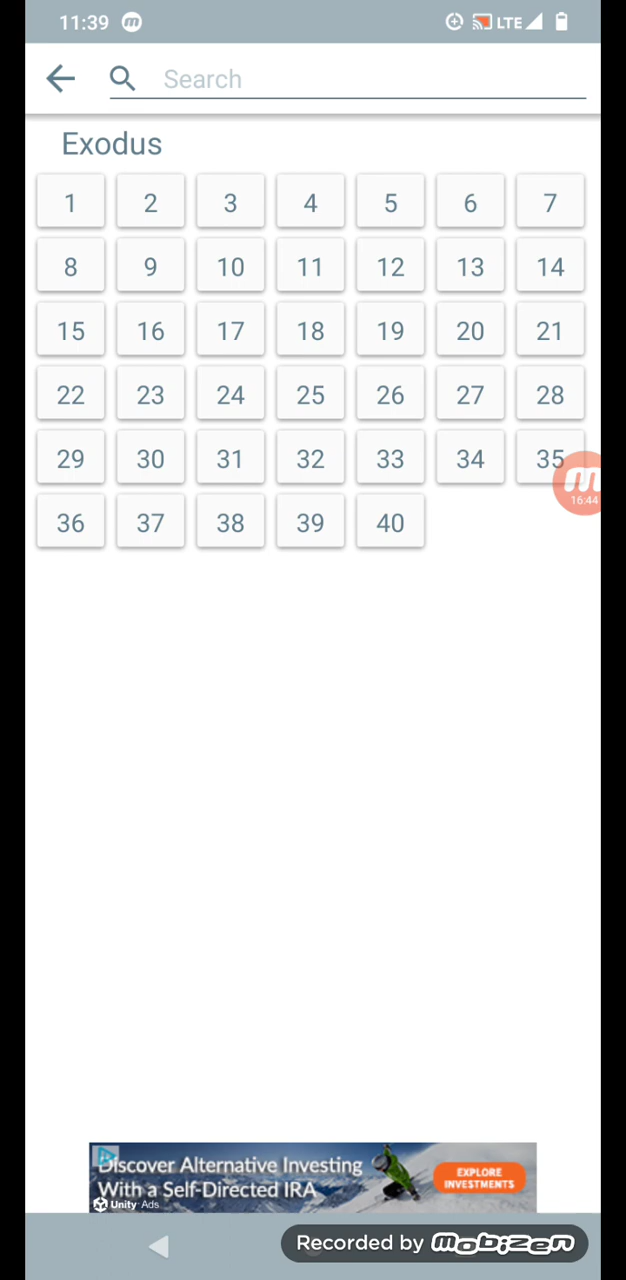 11:39 m LTE
Search
Exodus
1 2 3 4 5 6 7
8 9 10 11 12 13 14
15 16 17 18 19 20 21
22 23 24 25 26 27 28
29 30 31 32 33 34 35
m
16:44
36 37 38 39 40
Discover Alternative Investing
With a Self-Directed IRA
EXPLORE
INVESTMENTS
Unity Ads
Recorded by mobizen